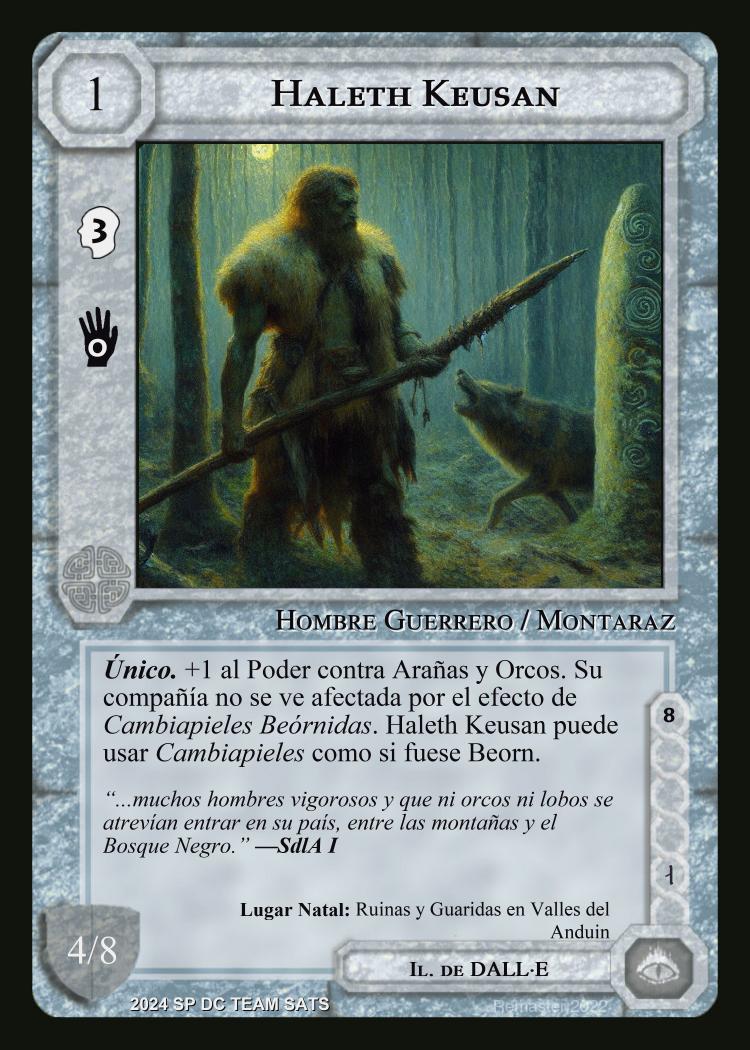 1
Haleth Keusan
3
0
Hombre Guerrero / Montaraz
Único. +1 al Poder contra Arañas y Orcos. Su
compañía no se ve afectada por el efecto de
Cambiapieles Beórnidas. Haleth Keusan puede
usar Cambiapieles como si fuese Beorn.
8
“...muchos hombres vigorosos y que ni orcos ni lobos se
atrevían entrar en su país, entre las montañas y el
Bosque Negro.” —SdlA I
Lugar Natal: Ruinas y Guaridas en Valles del
Anduin
4/8
Il. de DALL·E
2024 SP DC TEAM SATS
Remaster 2022